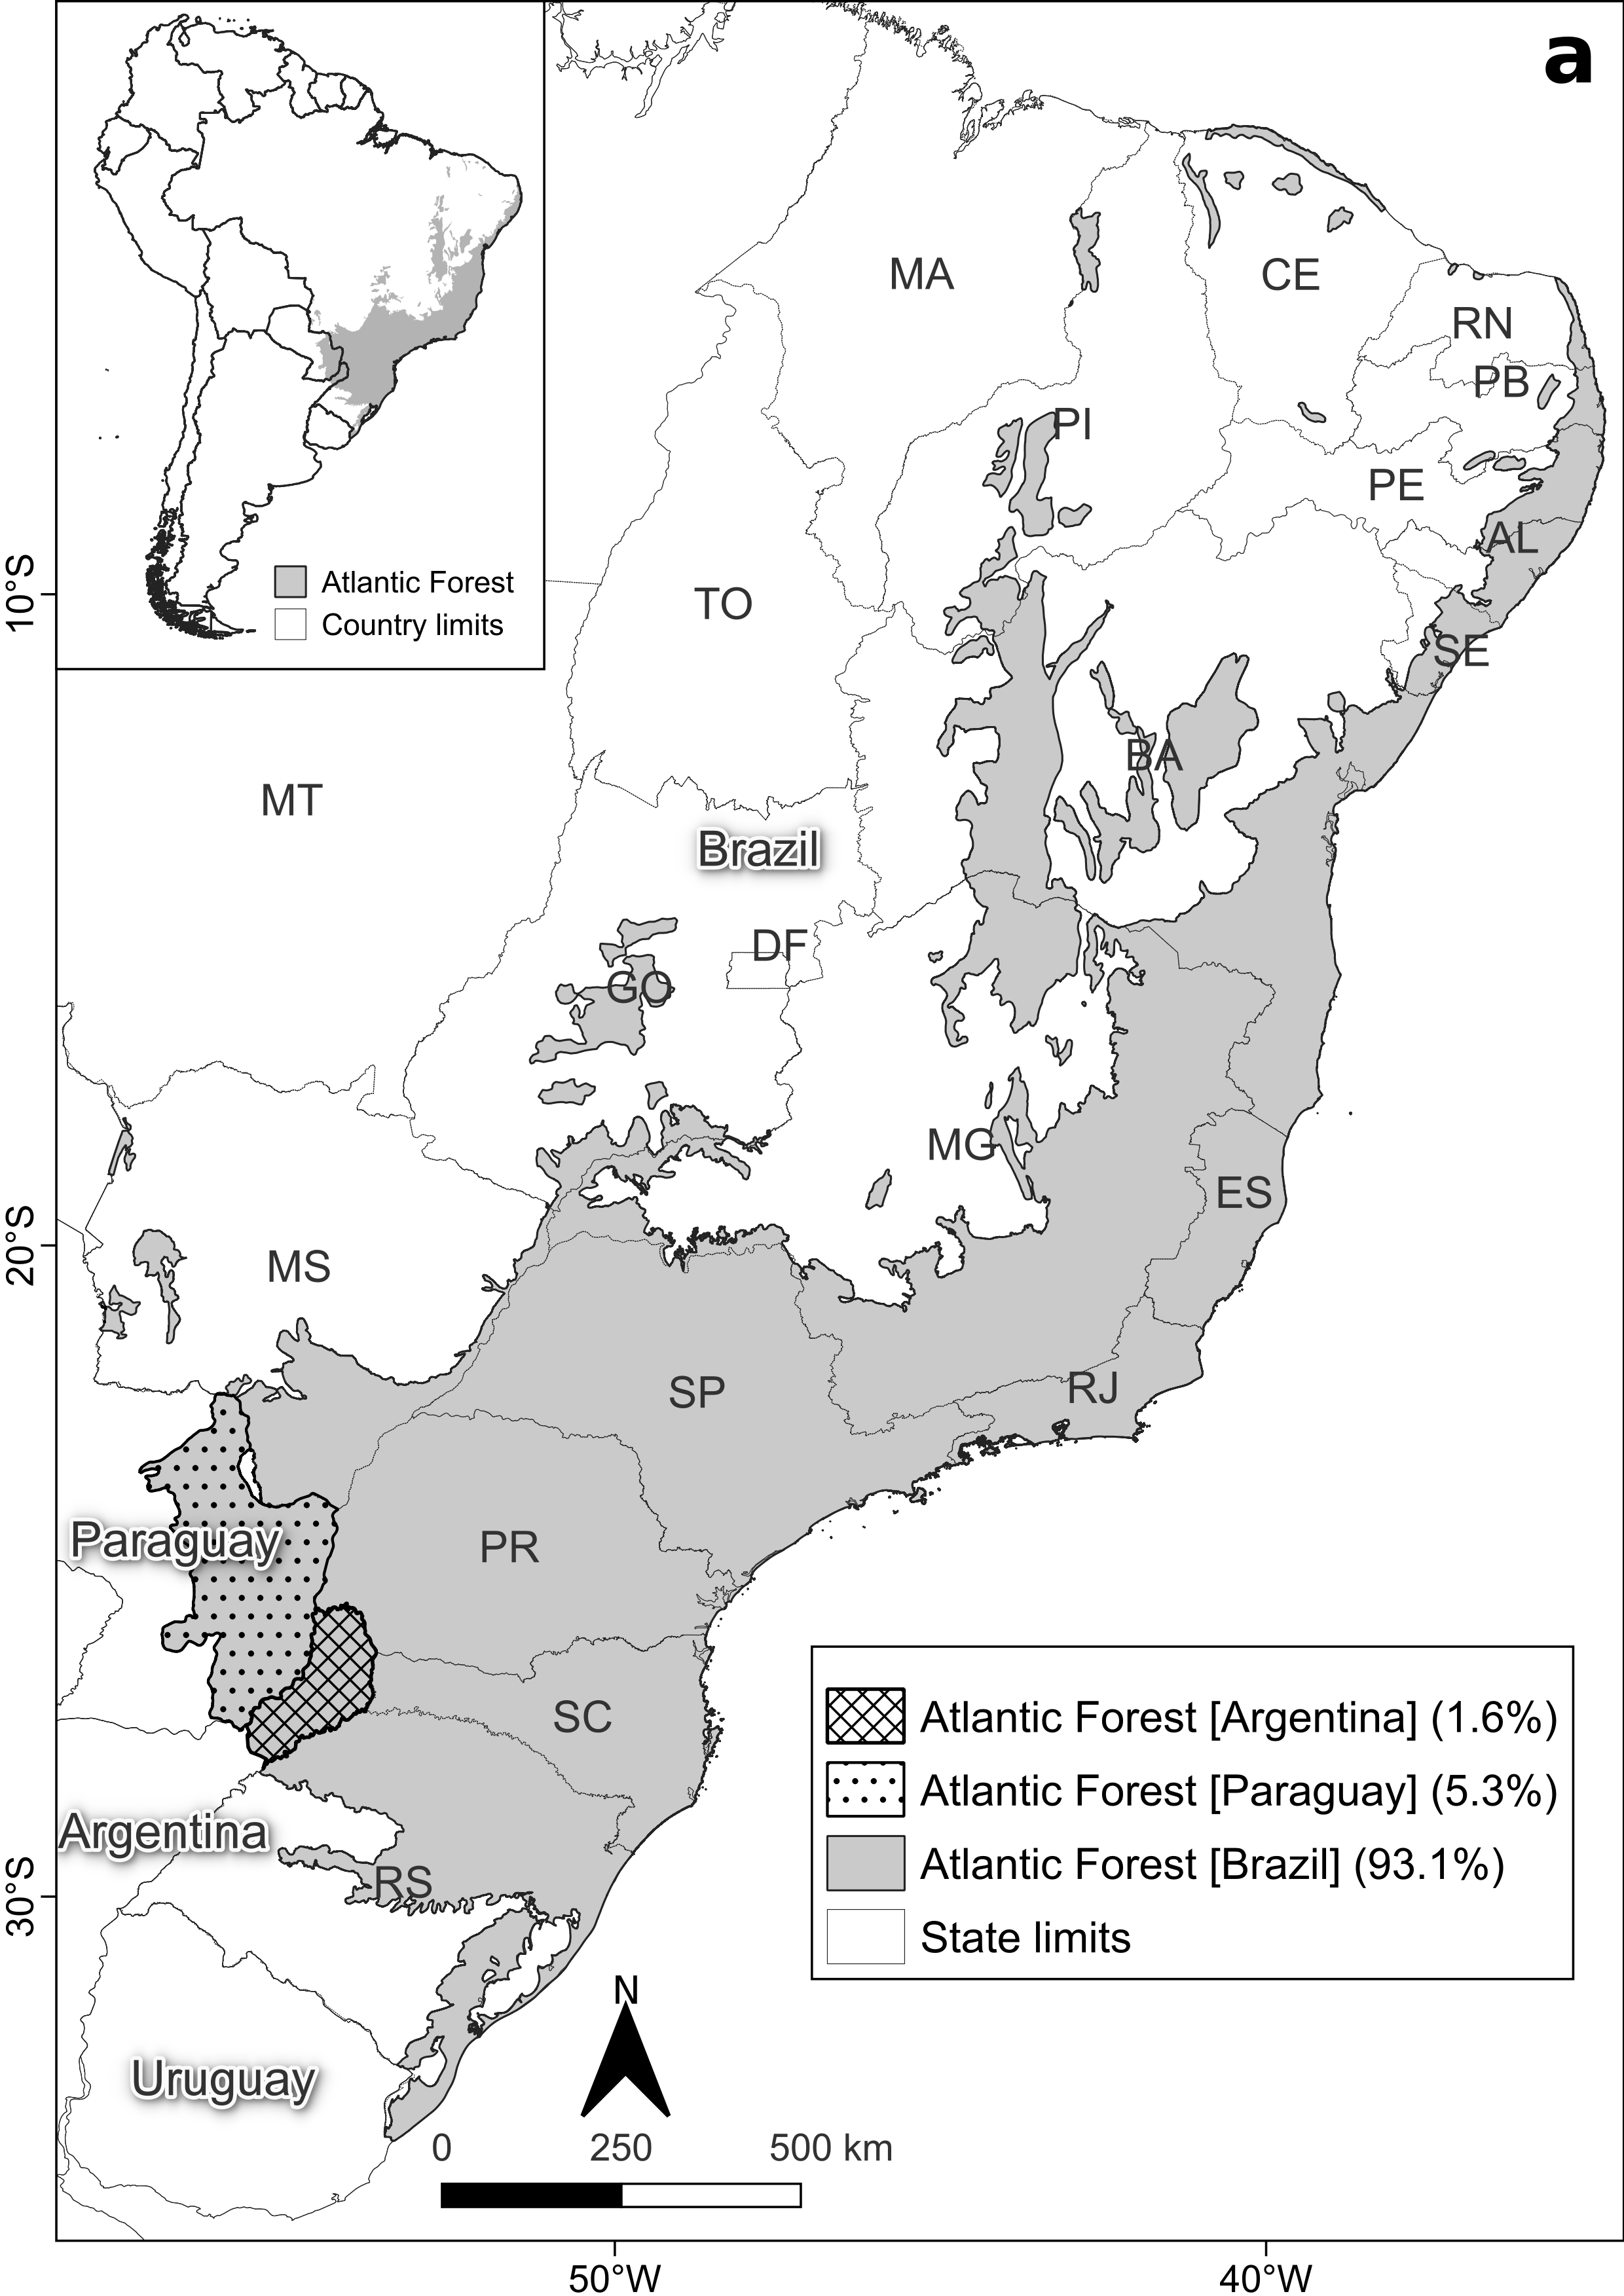 a
Atlantic Forest
Country limits
MA
CE
RN
PB
PI
PE
AL
SE
TO
BA
MT
Brazil
DF
GO
MG
ES
MS
SP
RJ
Paraguay
PR
SC
Argentina
RS
Uruguay
Atlantic Forest [Argentina] (1.6%)
Atlantic Forest [Paraguay] (5.3%)
Atlantic Forest [Brazil] (93.1%)
State limits
N
0 250 500 km
10°S
20°S
30°S
50°W 40°W